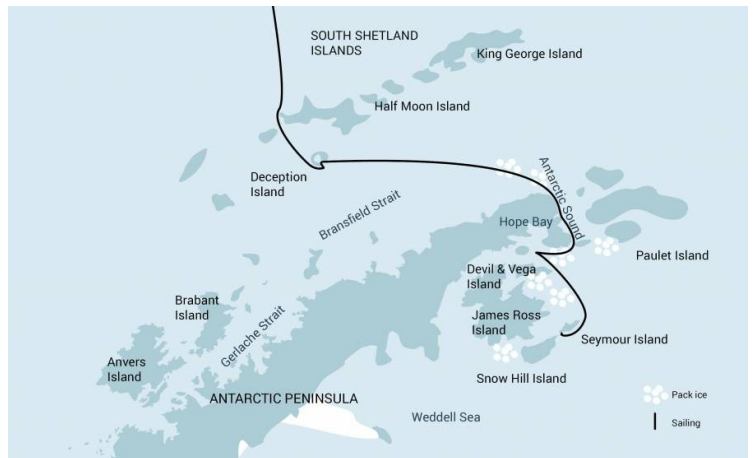 SOUTH SHETLAND
ISLANDS
King George Island
Half Moon Island
Deception
Island
Antarctic Sound
Bransfield Strait
Hope Bay
Paulet Island
Devil & Vega
Island
Brabant
Island
Gerlache Strait
James Ross
Island
Seymour Island
Anvers
Island
Snow Hill Island
ANTARCTIC PENINSULA
Pack ice
Weddell Sea
Sailing